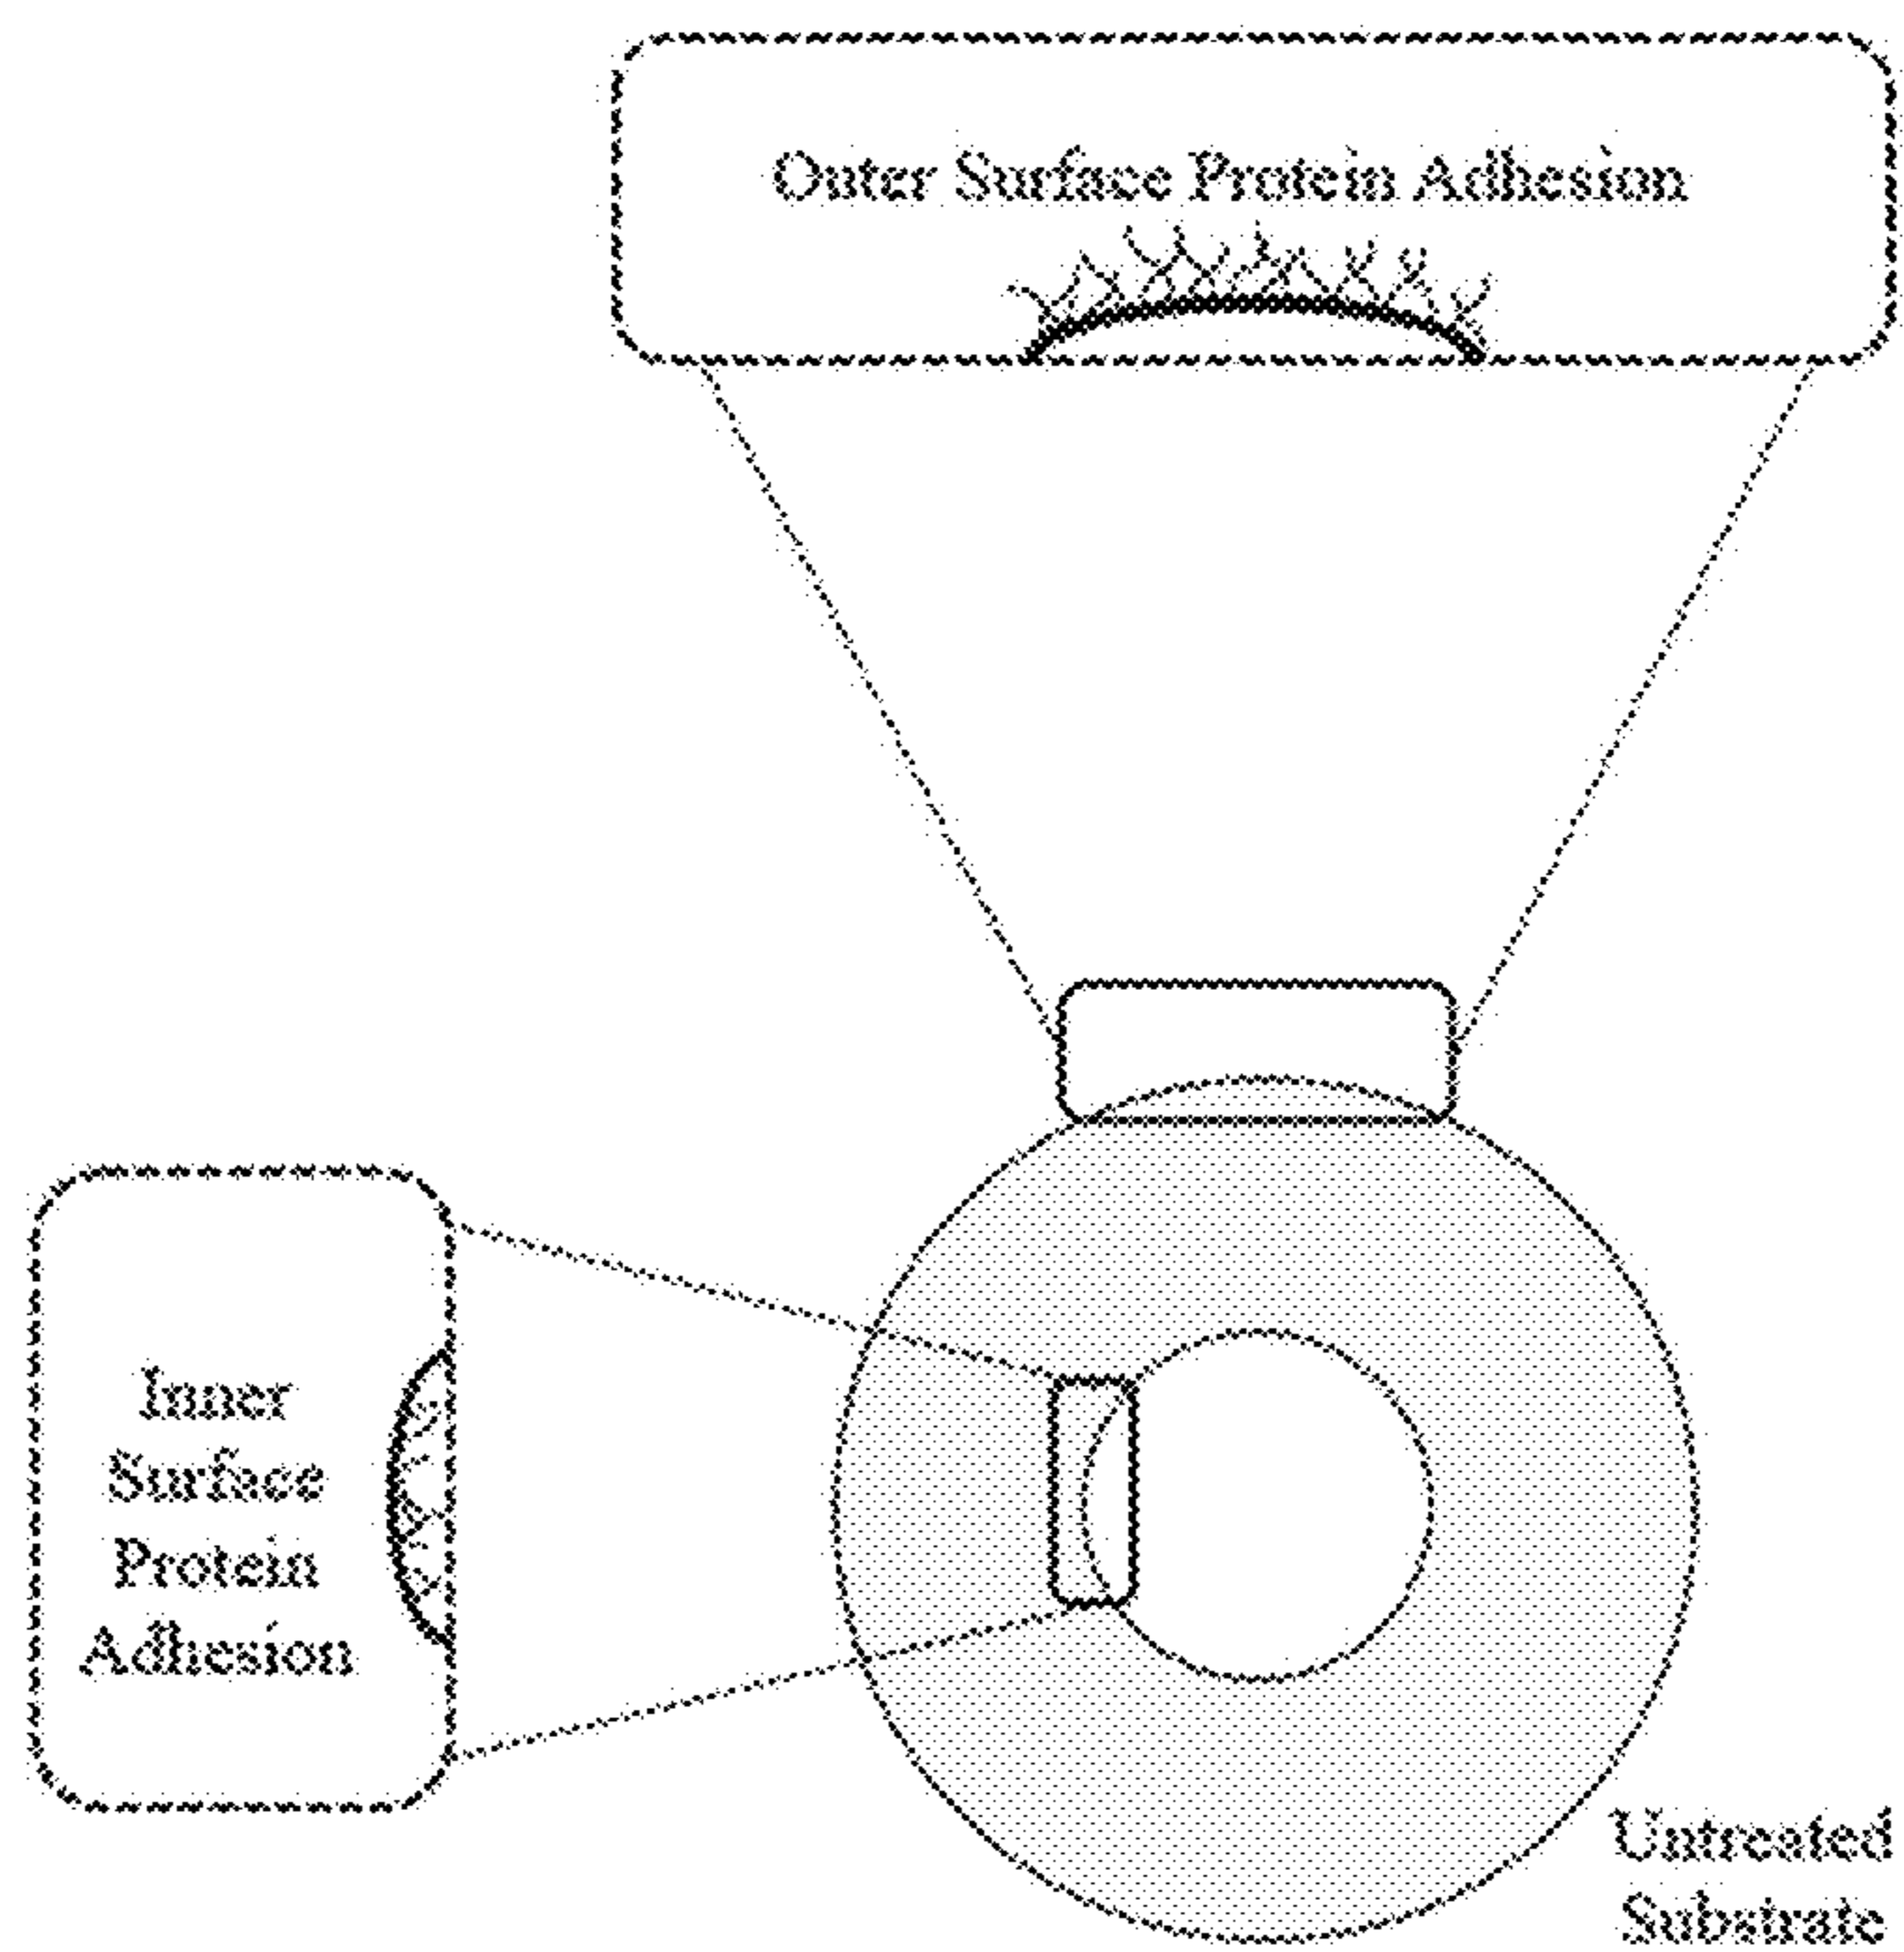 Outer Surface Protein Adhesion
Inner
Surface
Protein
Adhesion
Untreated
Substrate